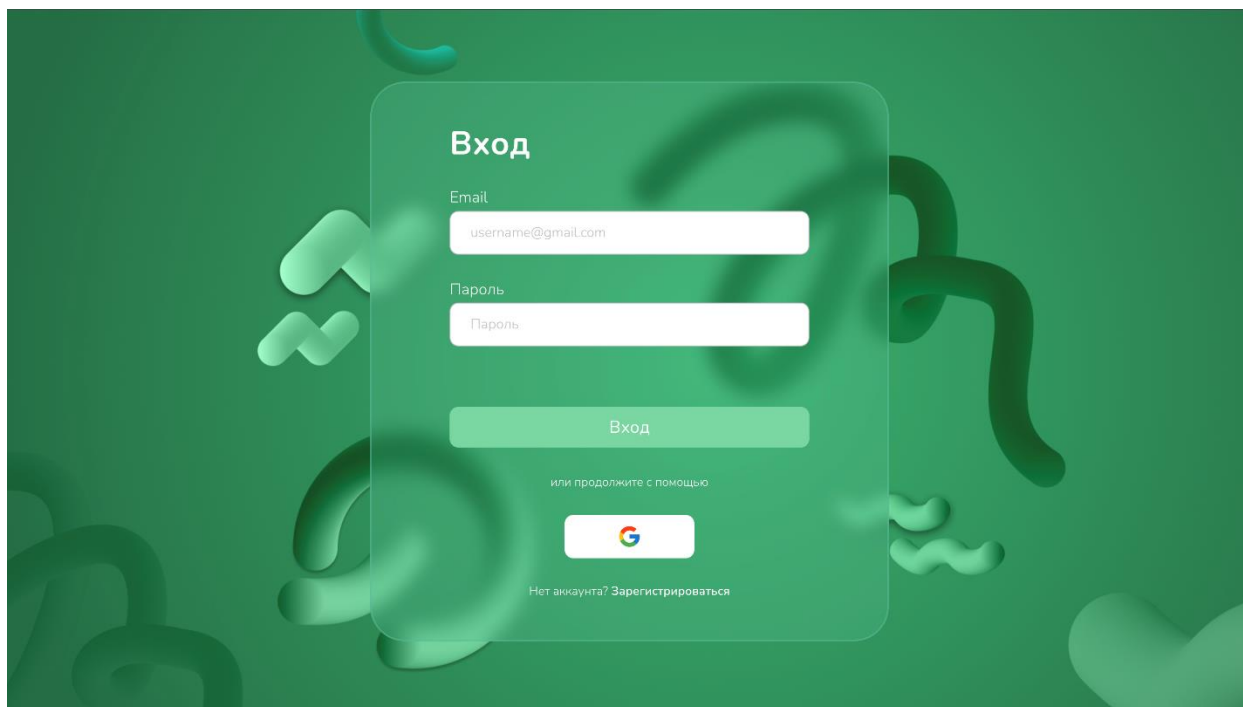 Вход
Email
username@gmail.com
Пароль
Пароль
Вход
или продолжите с помощью
Нет аккаунта? Зарегистрироваться